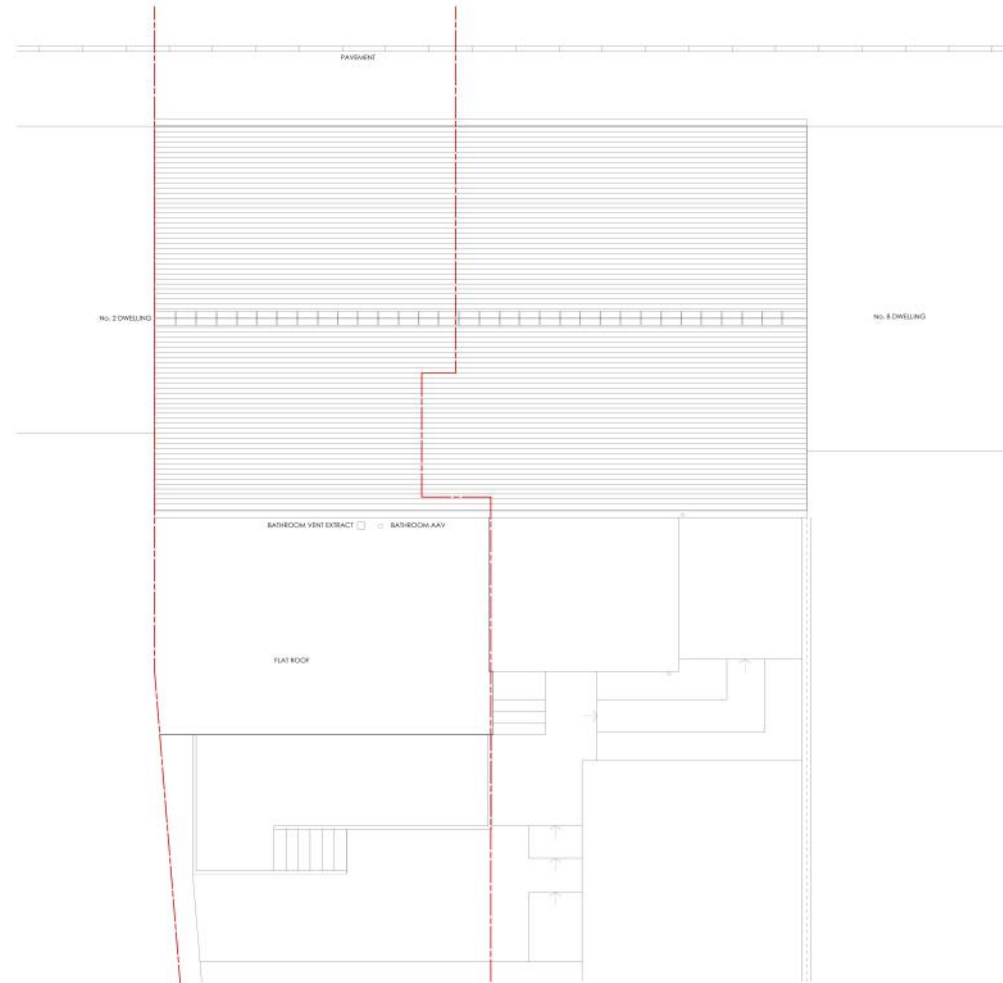 PAVEMENT
No. 2 DWELLING
No. 8 DWELLING
BATHROOM VENT EXTRACT
BATHROOM AAV
FLAT ROOF